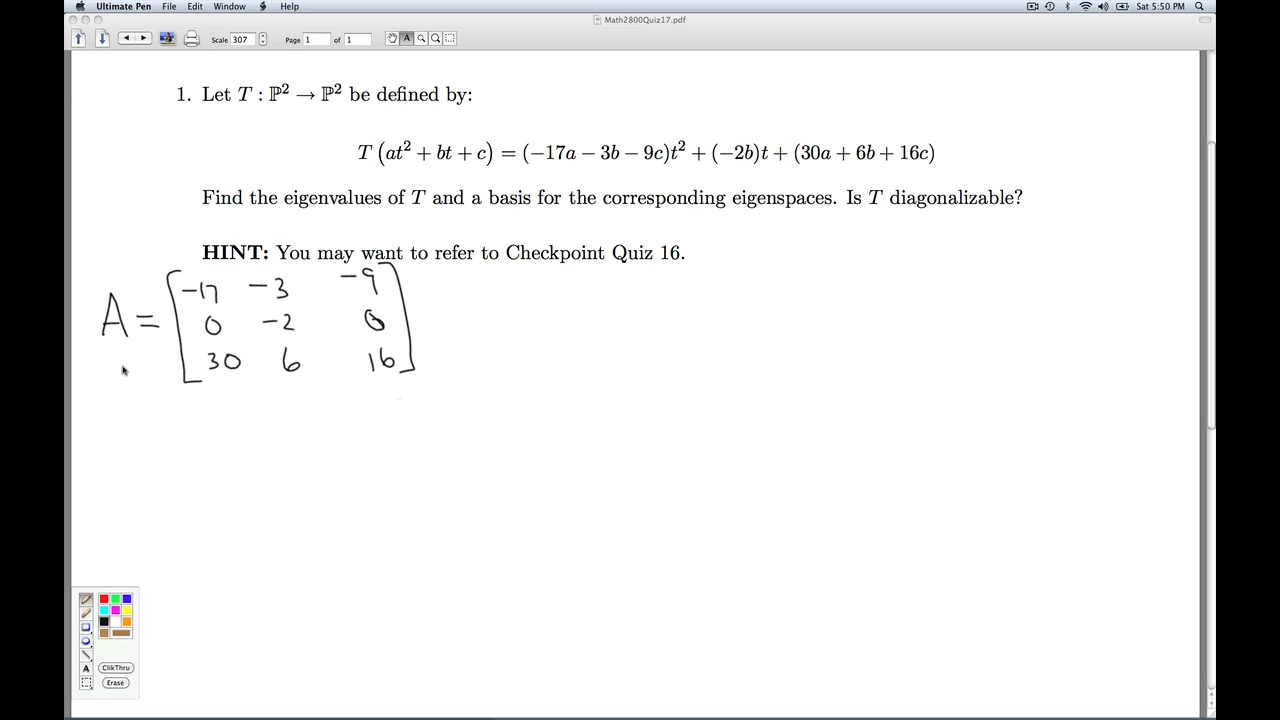 Ultimate Pen File Edit Window Help Sat 5:50 PM
Math2800Quiz17.pdf
Scale 307 Page 1 of 1 A
1. Let T : ℙ² → ℙ² be defined by:
T (at² + bt + c) = (−17a − 3b − 9c)t² + (−2b)t + (30a + 6b + 16c)
Find the eigenvalues of T and a basis for the corresponding eigenspaces. Is T diagonalizable?
HINT: You may want to refer to Checkpoint Quiz 16.
−17 −3 −9
A = 0 −2 0
30 6 16
A
ClikThru
Erase